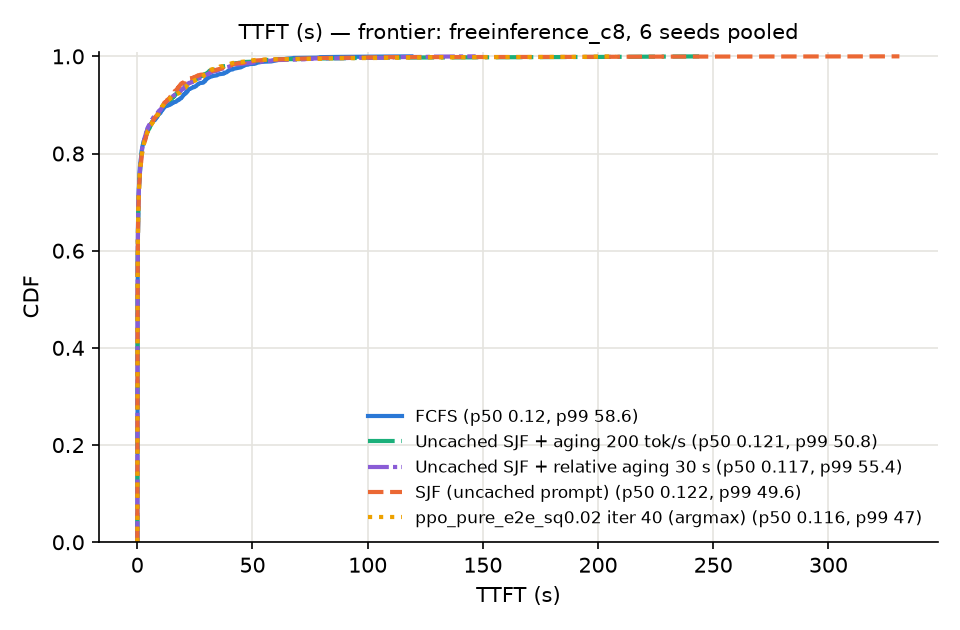 TTFT (s) — frontier: freeinference_c8, 6 seeds pooled
1.0
0.8
0.6
0.4
0.2
0.0
CDF
FCFS (p50 0.12, p99 58.6)
Uncached SJF + aging 200 tok/s (p50 0.121, p99 50.8)
Uncached SJF + relative aging 30 s (p50 0.117, p99 55.4)
SJF (uncached prompt) (p50 0.122, p99 49.6)
ppo_pure_e2e_sq0.02 iter 40 (argmax) (p50 0.116, p99 47)
0 50 100 150 200 250 300
TTFT (s)